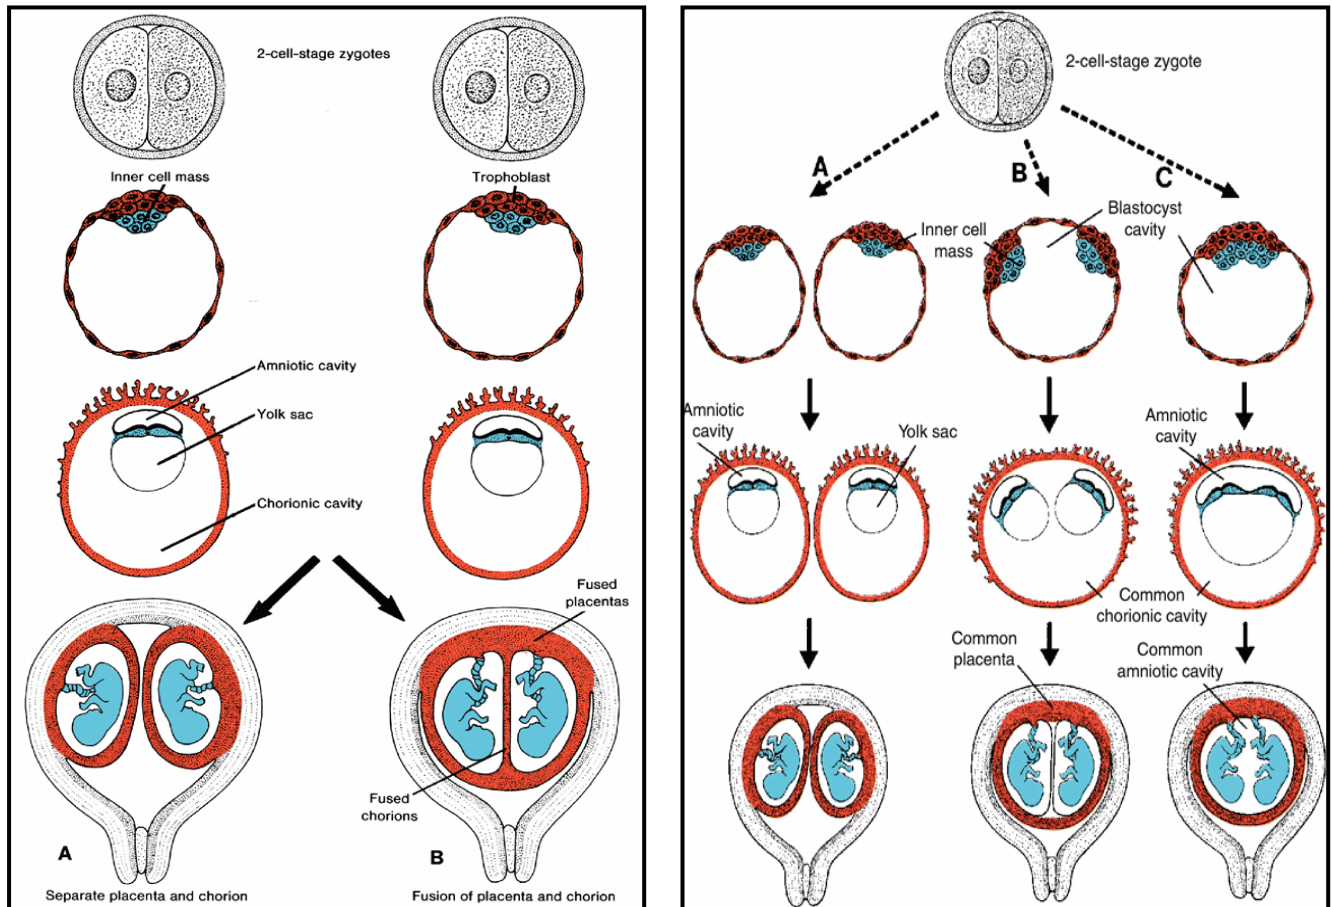 2-cell-stage zygotes
Inner cell mass
Trophoblast
Amniotic cavity
Yolk sac
Chorionic cavity
Fused
placentas
Fused
chorions
A
B
Separate placenta and chorion
Fusion of placenta and chorion
2-cell-stage zygote
A
B
C
Inner cell
mass
Blastocyst
cavity
Amniotic
cavity
Yolk sac
Amniotic
cavity
Common
chorionic cavity
Common
placenta
Common
amniotic cavity